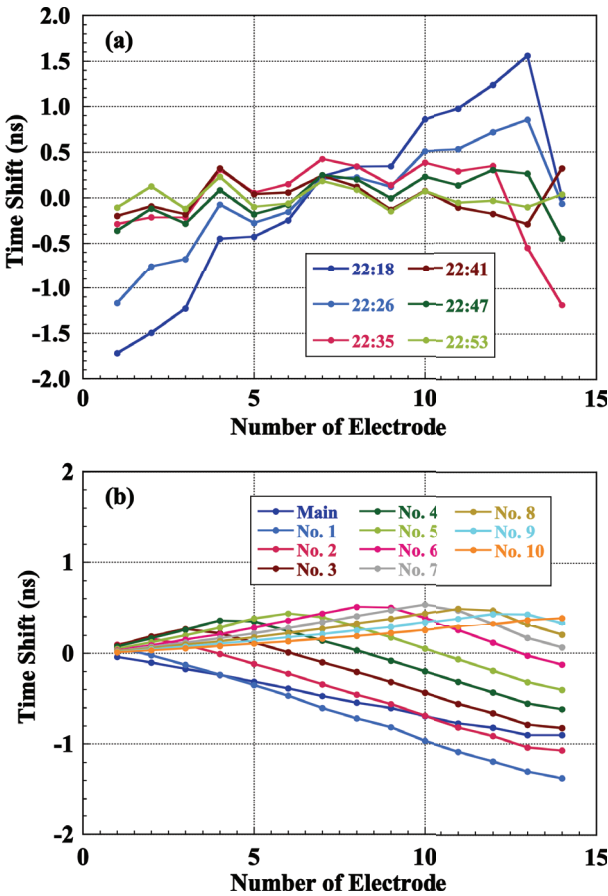 (a)
2.0
1.5
1.0
0.5
0.0
-0.5
-1.0
-1.5
-2.0
Time Shift (ns)
22:18 22:41
22:26 22:47
22:35 22:53
0 5 10 15
Number of Electrode
(b)
2
1
0
-1
-2
Time Shift (ns)
Main No. 4 No. 8
No. 1 No. 5 No. 9
No. 2 No. 6 No. 10
No. 3 No. 7
0 5 10 15
Number of Electrode